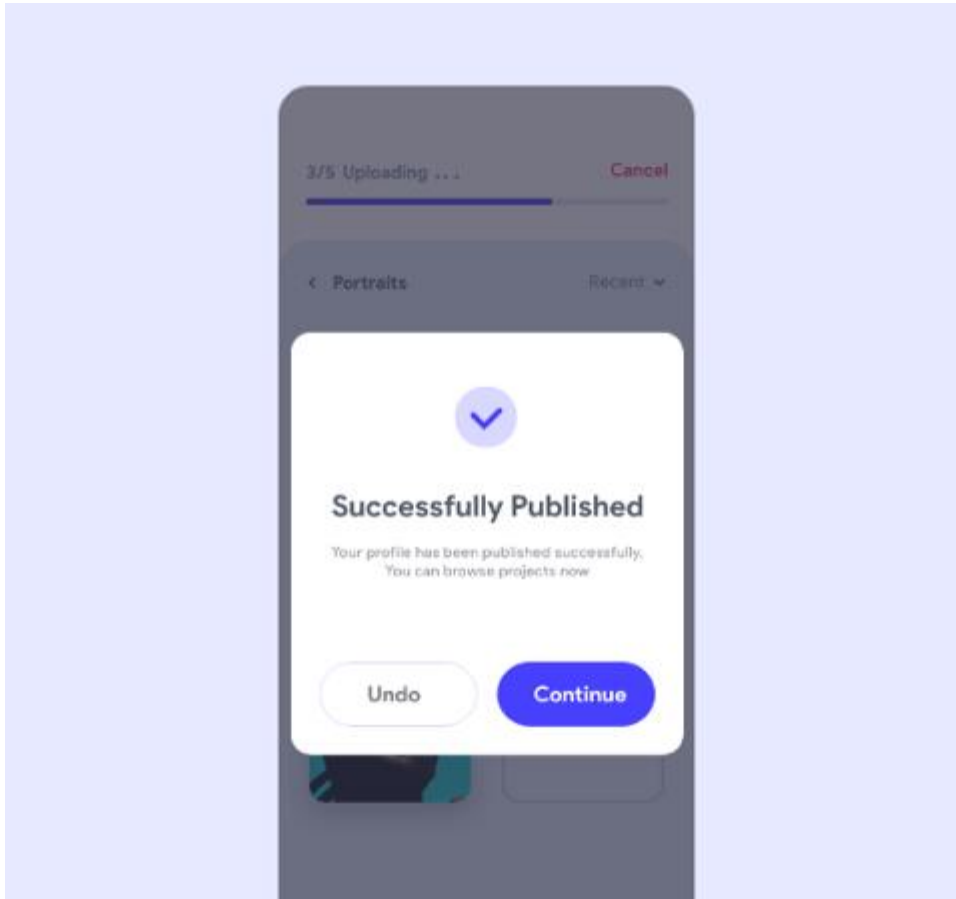 3/5 Uploading ...
Cancel
Portraits
Recent
Successfully Published
Your profile has been published successfully.
You can browse projects now
Undo
Continue